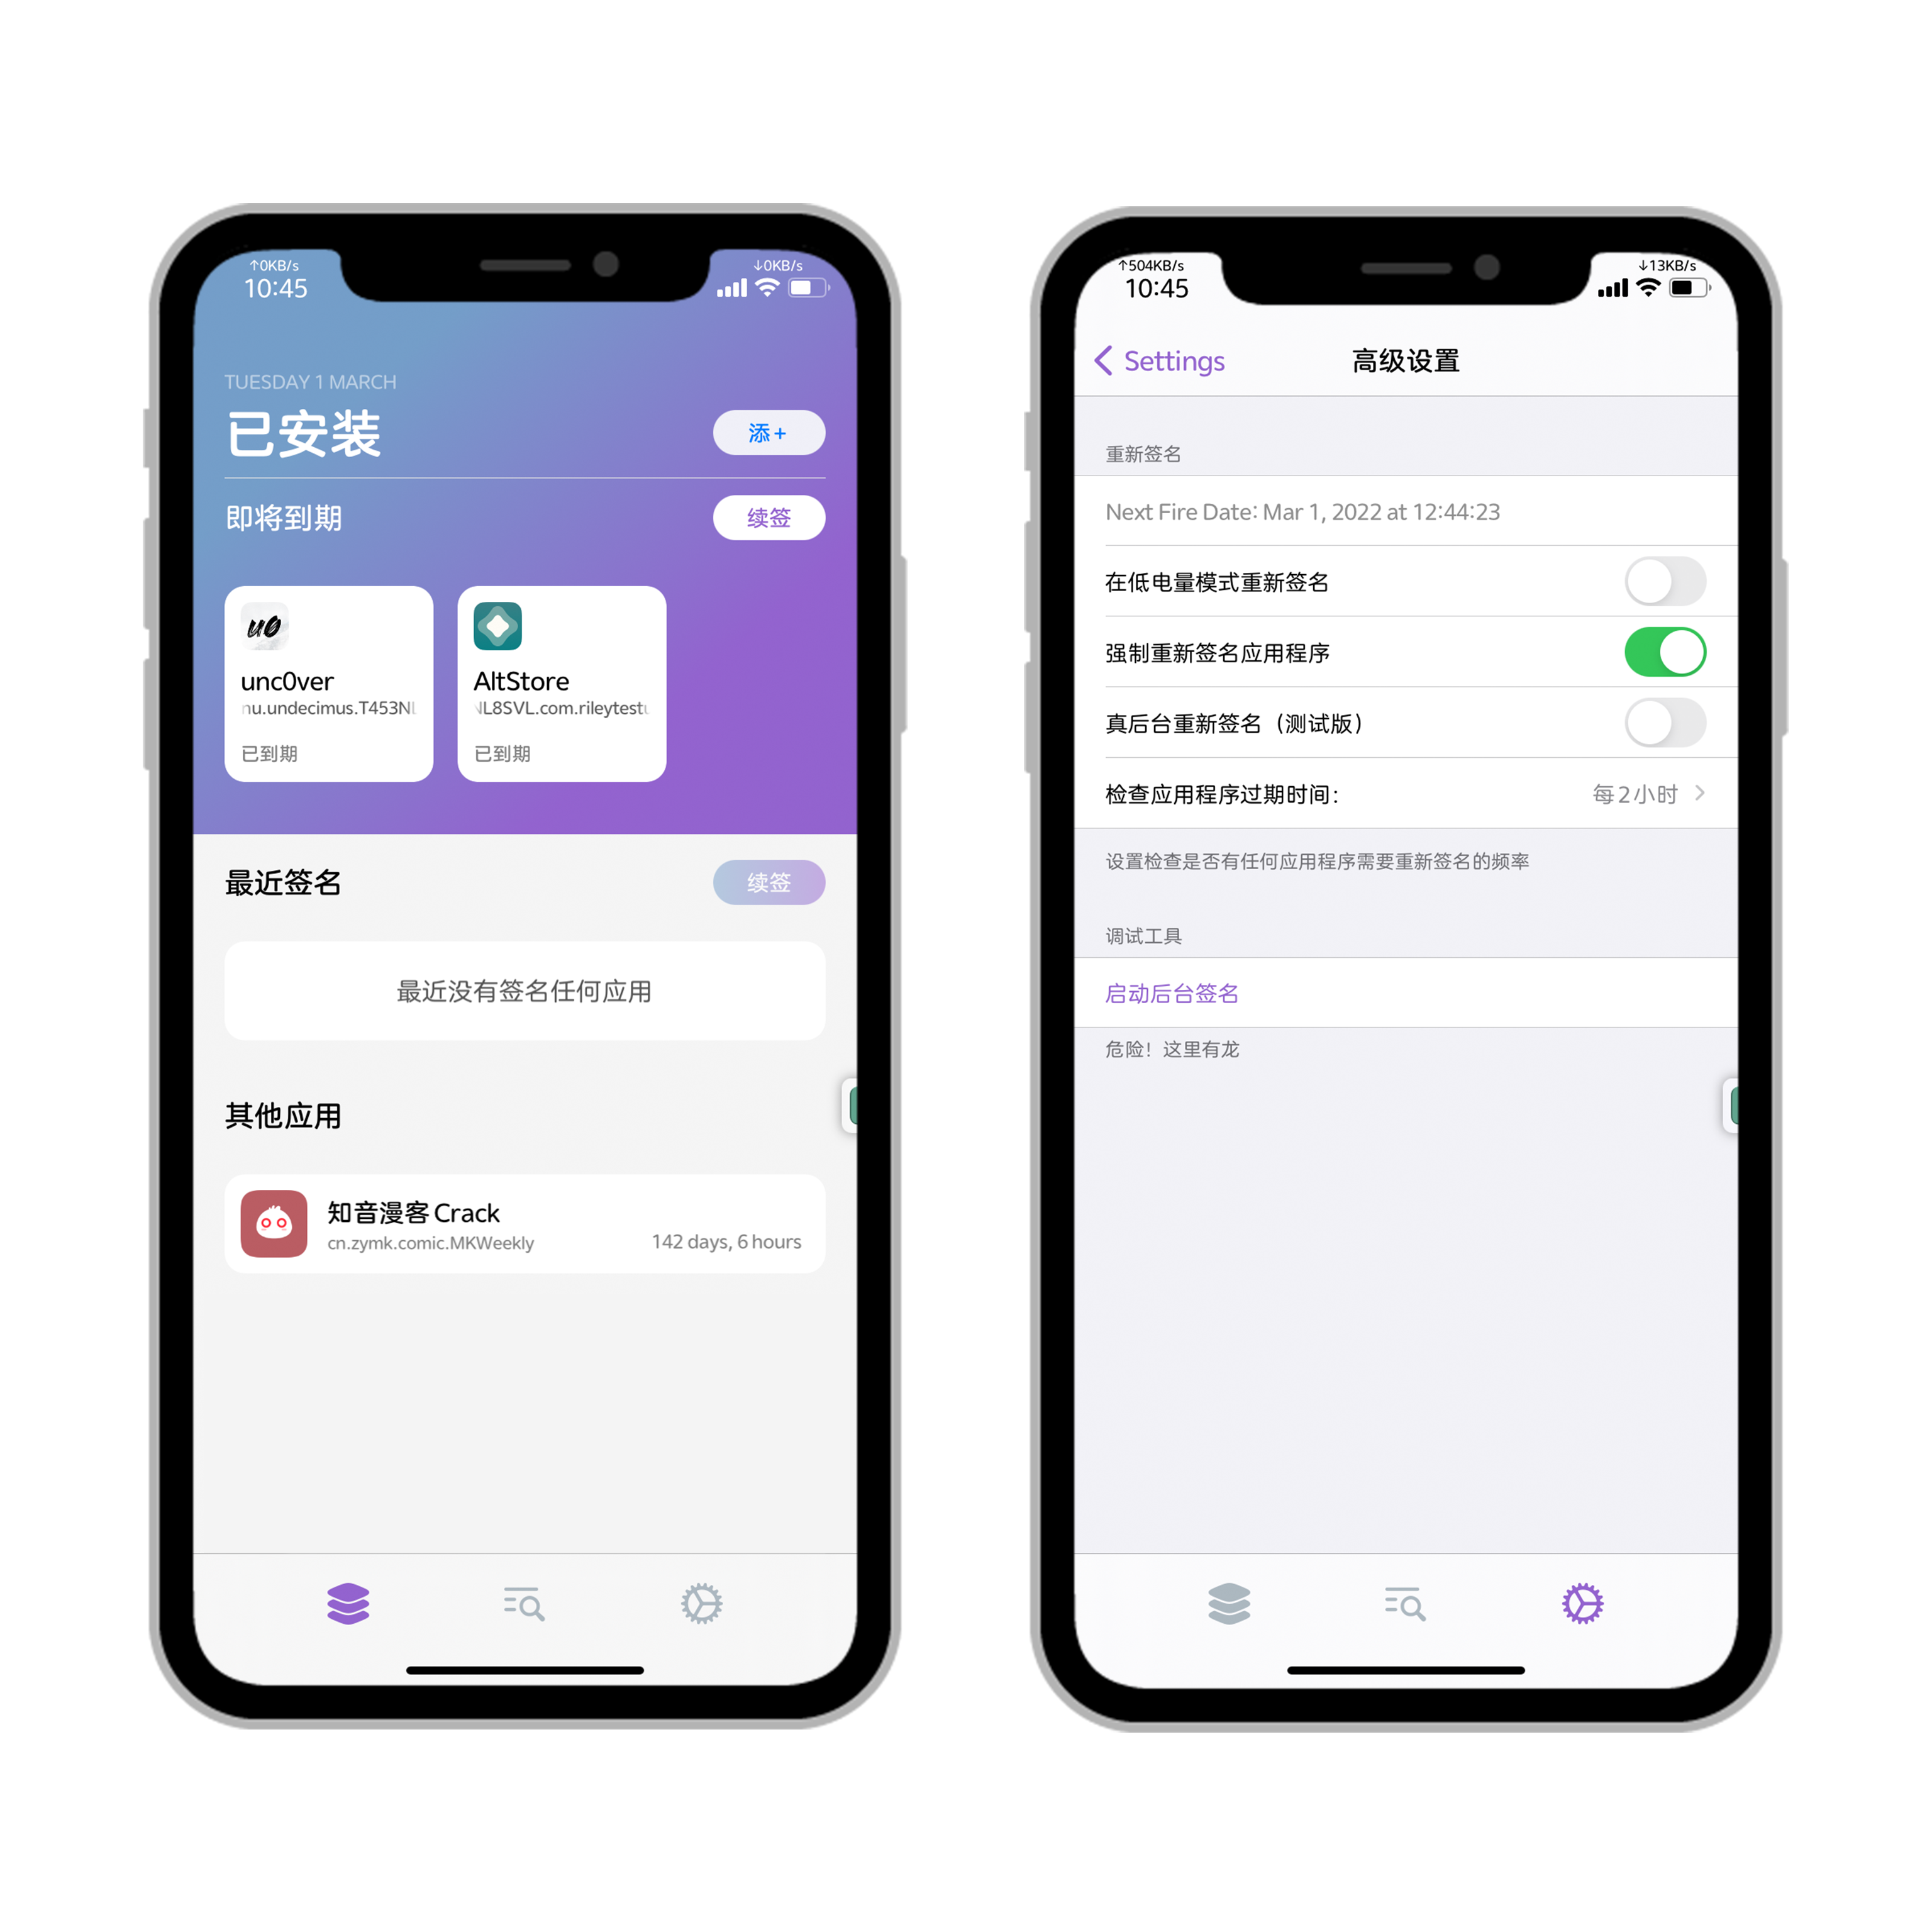 ↑0KB/s
↓0KB/s
10:45
TUESDAY 1 MARCH
已安装
添+
即将到期
续签
u0
unc0ver
AltStore
nu.undecimus.T453N
L8SVL.com.rileytest
已到期
已到期
最近签名
续签
最近没有签名任何应用
其他应用
知音漫客 Crack
cn.zymk.comic.MKWeekly
142 days, 6 hours
↑504KB/s
↓13KB/s
10:45
Settings
高级设置
重新签名
Next Fire Date: Mar 1, 2022 at 12:44:23
在低电量模式重新签名
强制重新签名应用程序
真后台重新签名（测试版）
检查应用程序过期时间：
每2小时
设置检查是否有任何应用程序需要重新签名的频率
调试工具
启动后台签名
危险！这里有龙